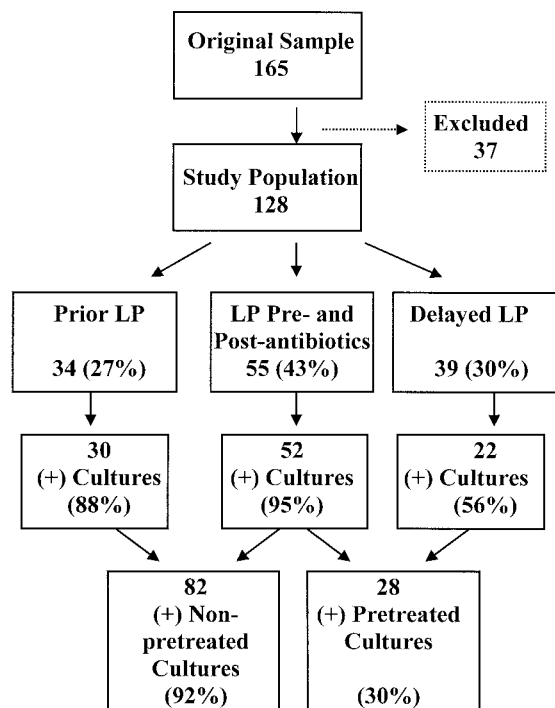 Original Sample
165
Excluded
37
Study Population
128
Prior LP
34 (27%)
LP Pre- and
Post-antibiotics
55 (43%)
Delayed LP
39 (30%)
30
(+) Cultures
(88%)
52
(+) Cultures
(95%)
22
(+) Cultures
(56%)
82
(+) Non-
pretreated
Cultures
(92%)
28
(+) Pretreated
Cultures
(30%)